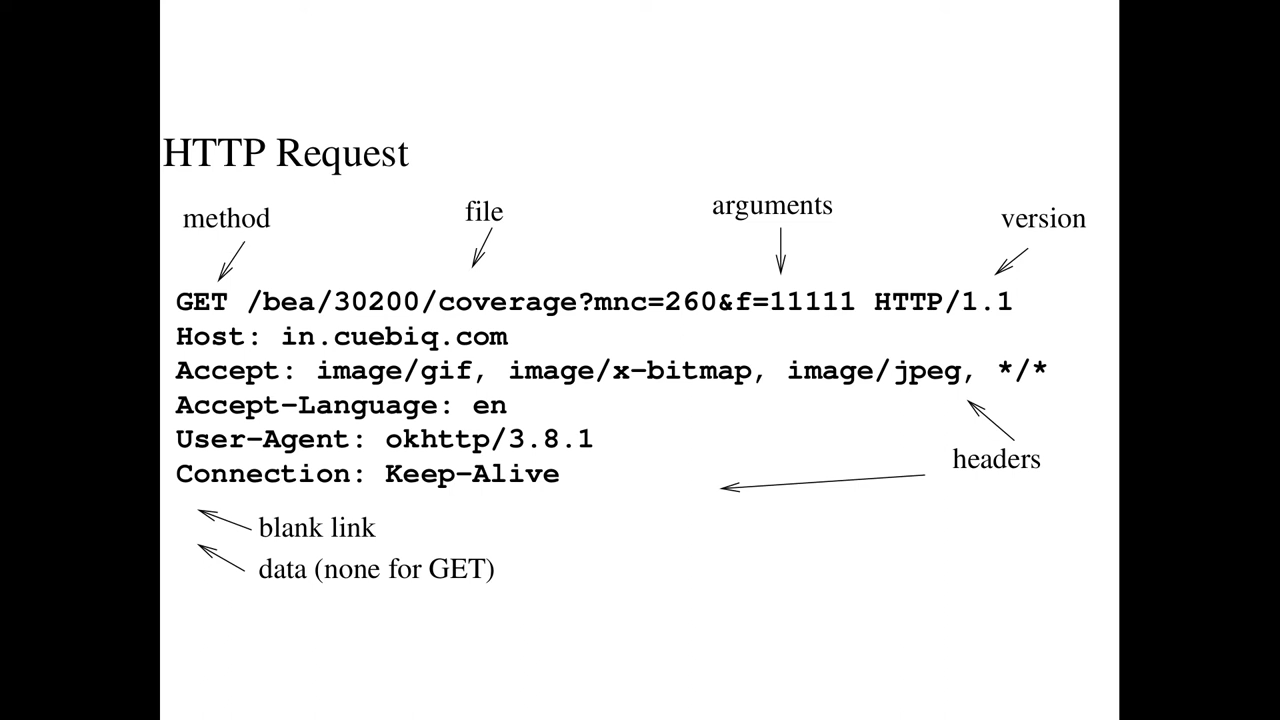 HTTP Request
method
file
arguments
version
GET /bea/30200/coverage?mnc=260&f=11111 HTTP/1.1
Host: in.cuebiq.com
Accept: image/gif, image/x-bitmap, image/jpeg, */*
Accept-Language: en
User-Agent: okhttp/3.8.1
Connection: Keep-Alive
headers
blank link
data (none for GET)